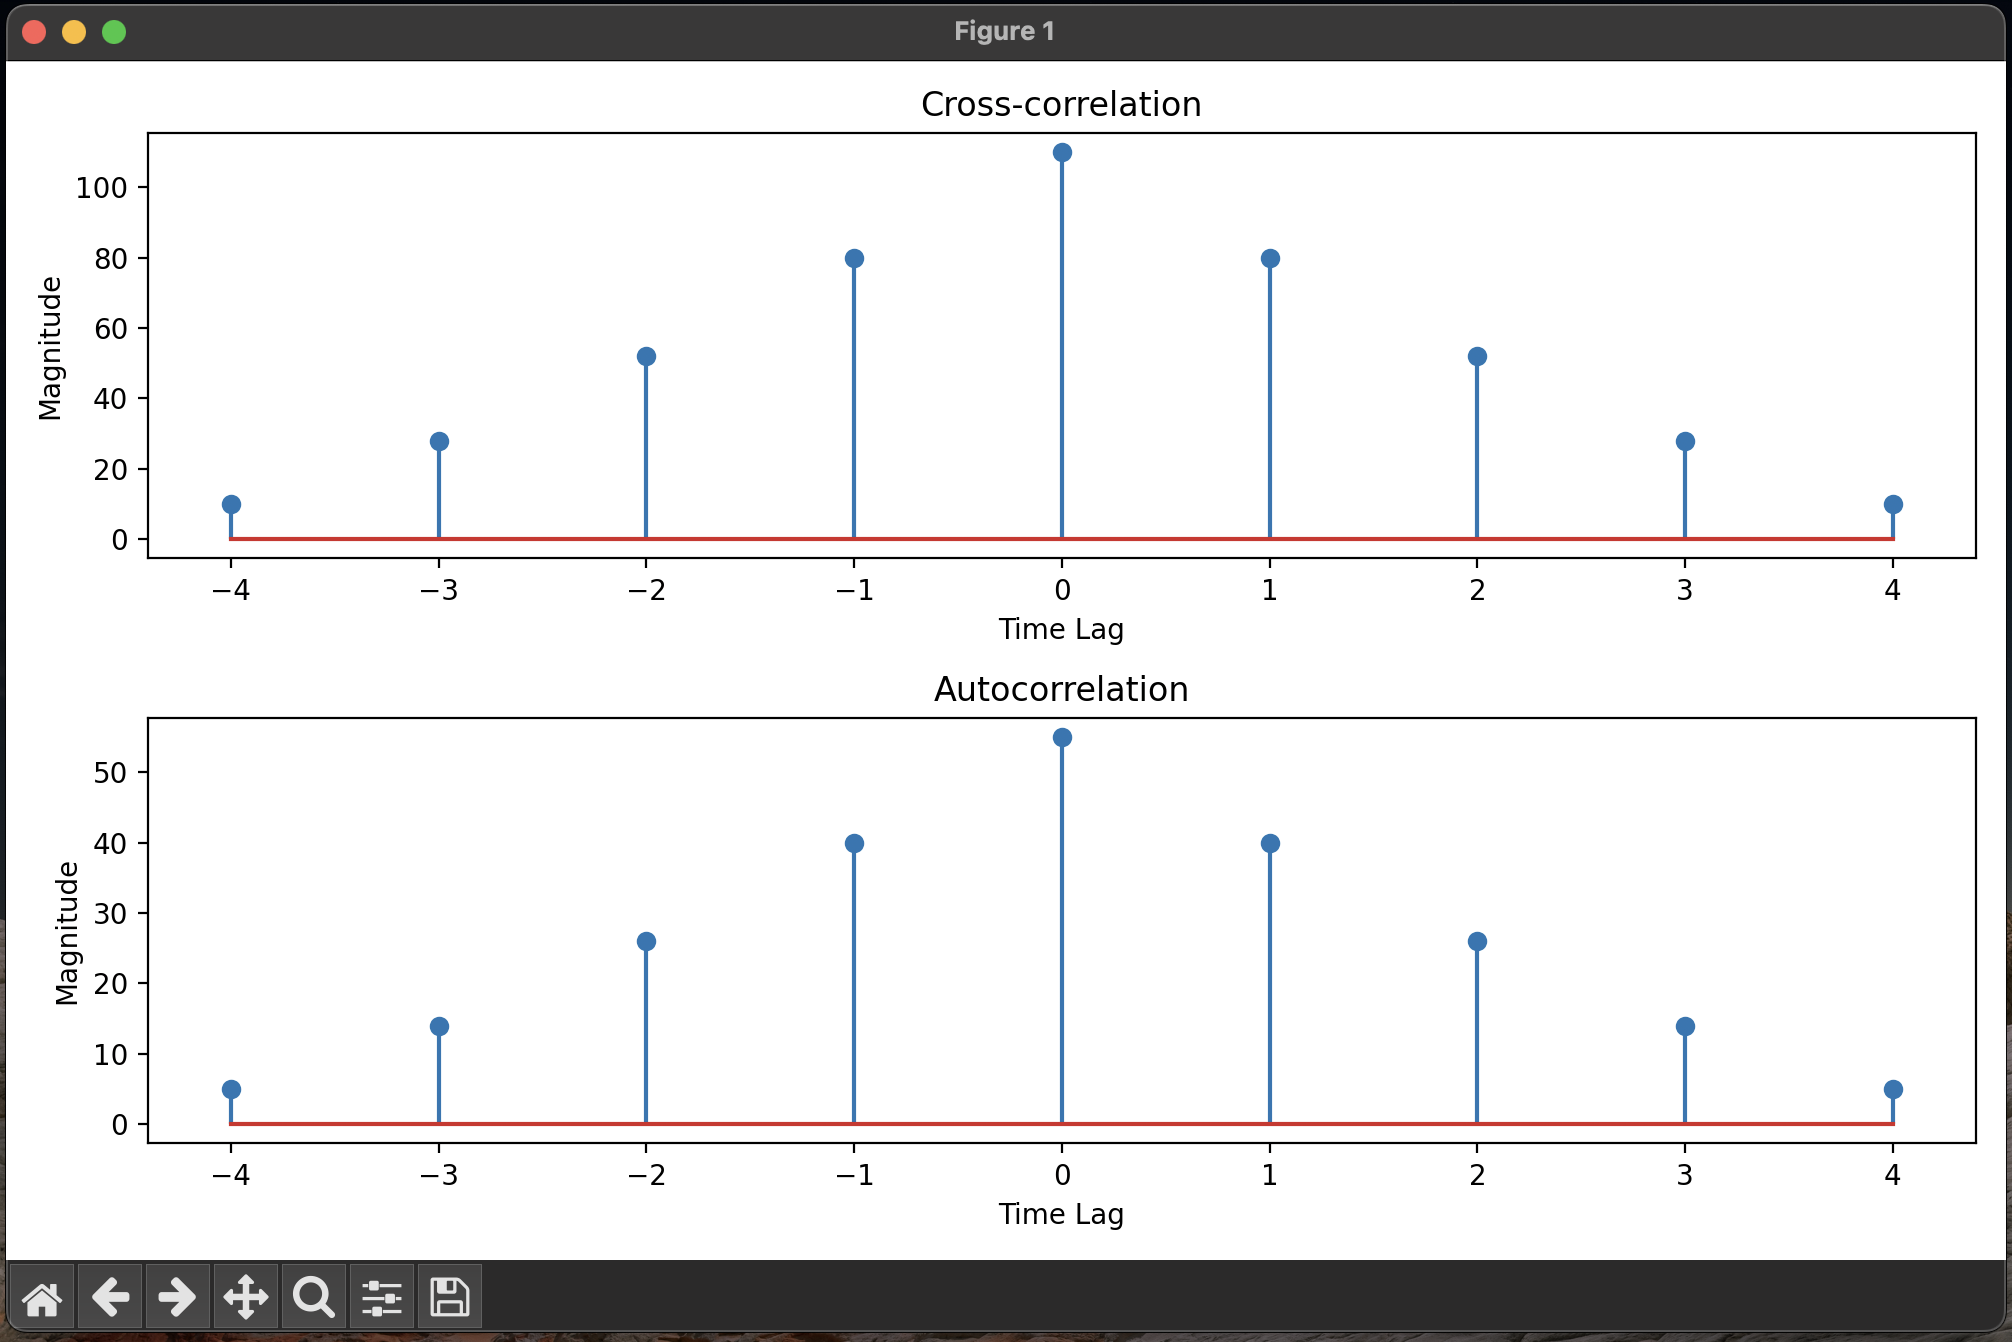 Figure 1
Cross-correlation
Magnitude
100
80
60
40
20
0
−4 −3 −2 −1 0 1 2 3 4
Time Lag
Autocorrelation
Magnitude
50
40
30
20
10
0
−4 −3 −2 −1 0 1 2 3 4
Time Lag